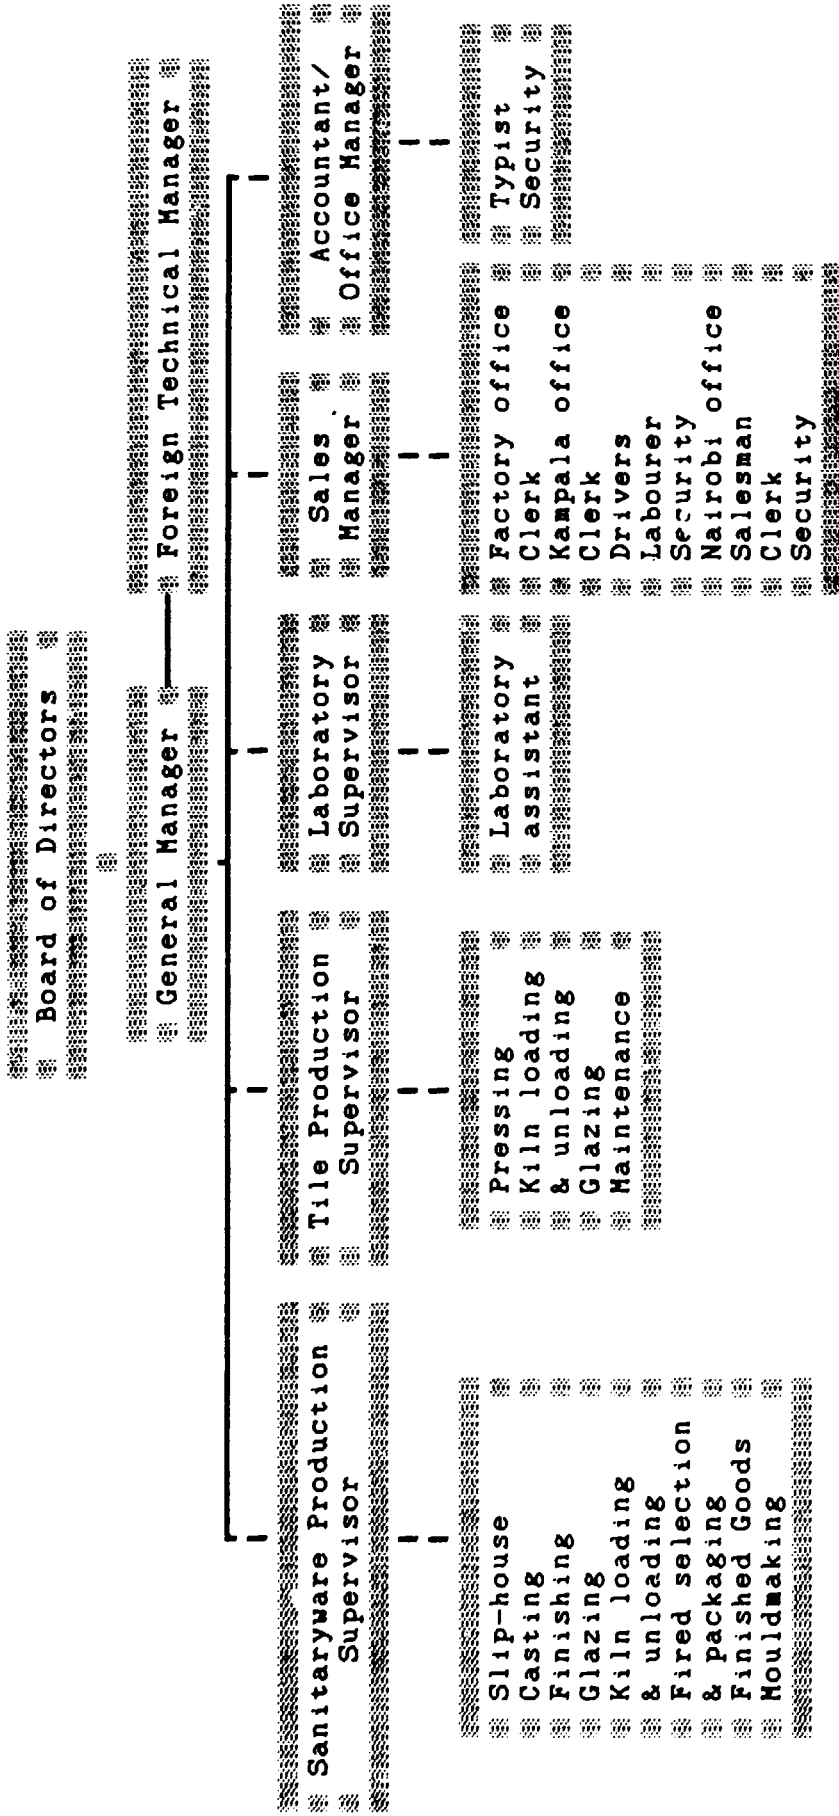 Board of Directors
General Manager
Foreign Technical Manager
Sanitaryware Production
Supervisor
Tile Production
Supervisor
Laboratory
Supervisor
Sales
Manager
Accountant/
Office Manager
Slip-house
Casting
Finishing
Glazing
Kiln loading
& unloading
Fired selection
& packaging
Finished Goods
Mouldmaking
Pressing
Kiln loading
& unloading
Glazing
Maintenance
Laboratory
assistant
Factory office
Clerk
Kampala office
Clerk
Drivers
Labourer
Security
Nairobi office
Salesman
Clerk
Security
Typist
Security